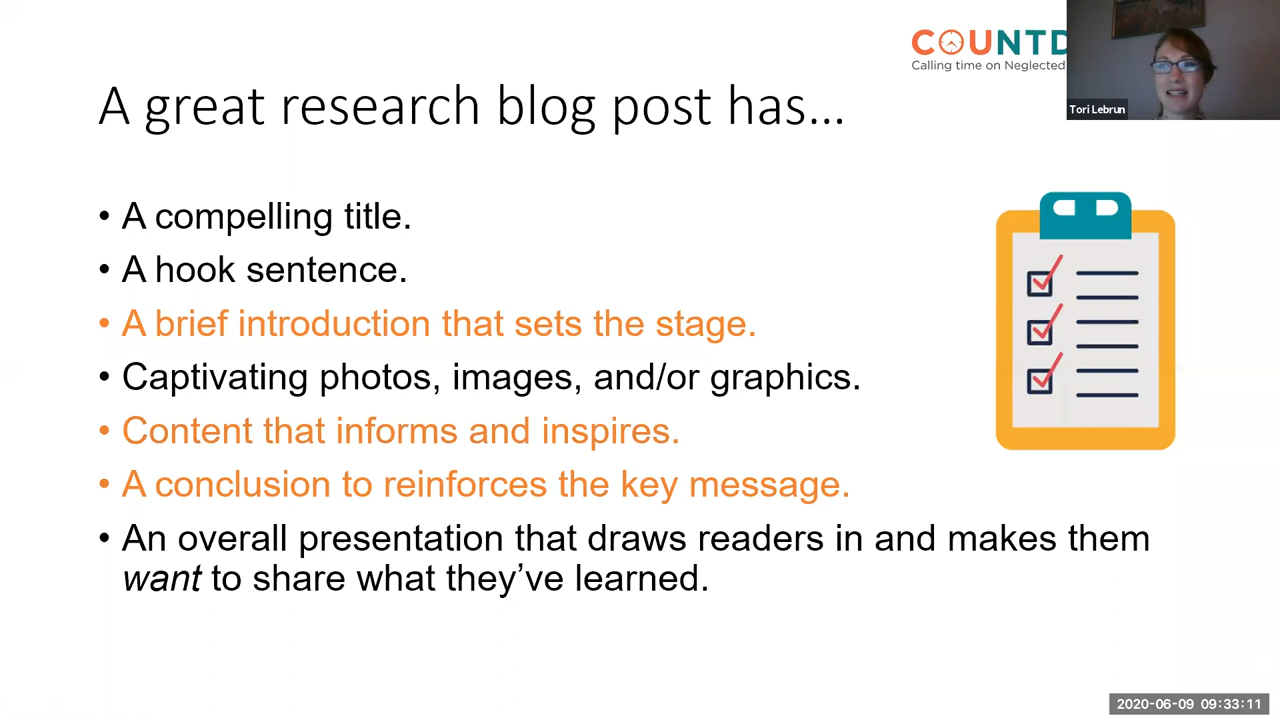 COUNTD
Calling time on Neglected
Tori Lebrun
A great research blog post has...
• A compelling title.
• A hook sentence.
• A brief introduction that sets the stage.
• Captivating photos, images, and/or graphics.
• Content that informs and inspires.
• A conclusion to reinforces the key message.
• An overall presentation that draws readers in and makes them
want to share what they’ve learned.
2020-06-09 09:33:11